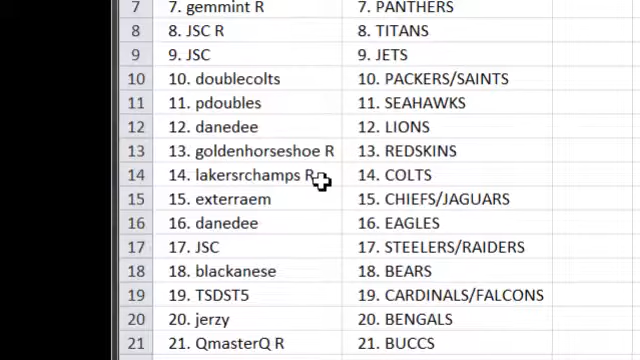 7 7. gemmint R 7. PANTHERS
8 8. JSC R 8. TITANS
9 9. JSC 9. JETS
10 10. doublecolts 10. PACKERS/SAINTS
11 11. pdoubles 11. SEAHAWKS
12 12. danedee 12. LIONS
13 13. goldenhorseshoe R 13. REDSKINS
14 14. lakersrchamps R 14. COLTS
15 15. exterraem 15. CHIEFS/JAGUARS
16 16. danedee 16. EAGLES
17 17. JSC 17. STEELERS/RAIDERS
18 18. blackanese 18. BEARS
19 19. TSDST5 19. CARDINALS/FALCONS
20 20. jerzy 20. BENGALS
21 21. QmasterQ R 21. BUCCS